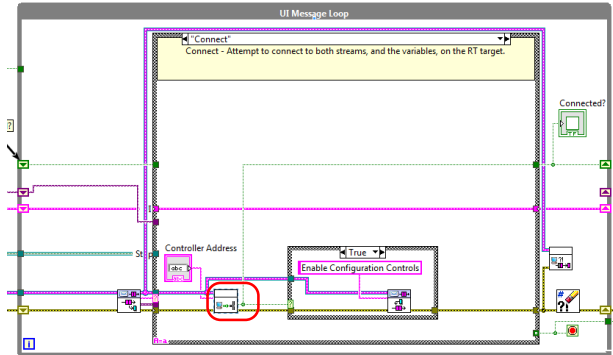 UI Message Loop
"Connect"
Connect - Attempt to connect to both streams, and the variables, on the RT target.
Connected?
TF
?
Controller Address
abc
True
Enable Configuration Controls
?!
#
?!
i